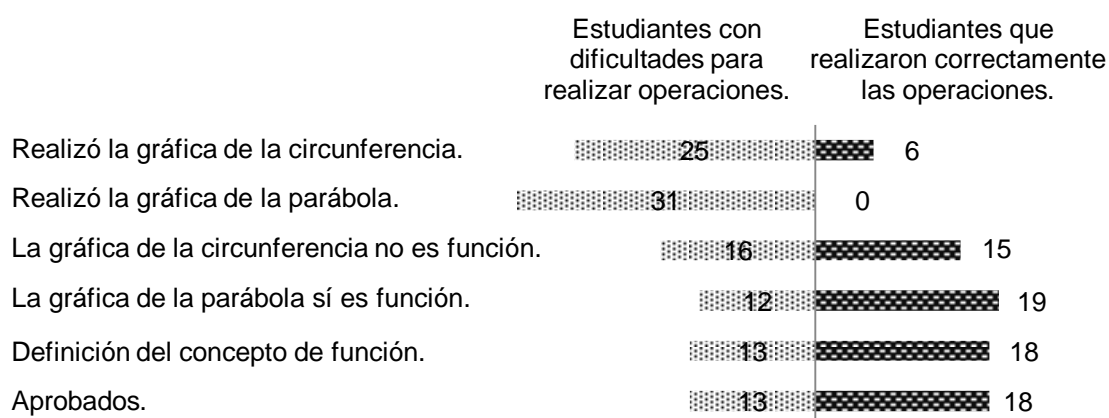 Estudiantes con
dificultades para
realizar operaciones.
Estudiantes que
realizaron correctamente
las operaciones.
Realizó la gráfica de la circunferencia. 25 6
Realizó la gráfica de la parábola. 31 0
La gráfica de la circunferencia no es función. 16 15
La gráfica de la parábola sí es función. 12 19
Definición del concepto de función. 13 18
Aprobados. 13 18